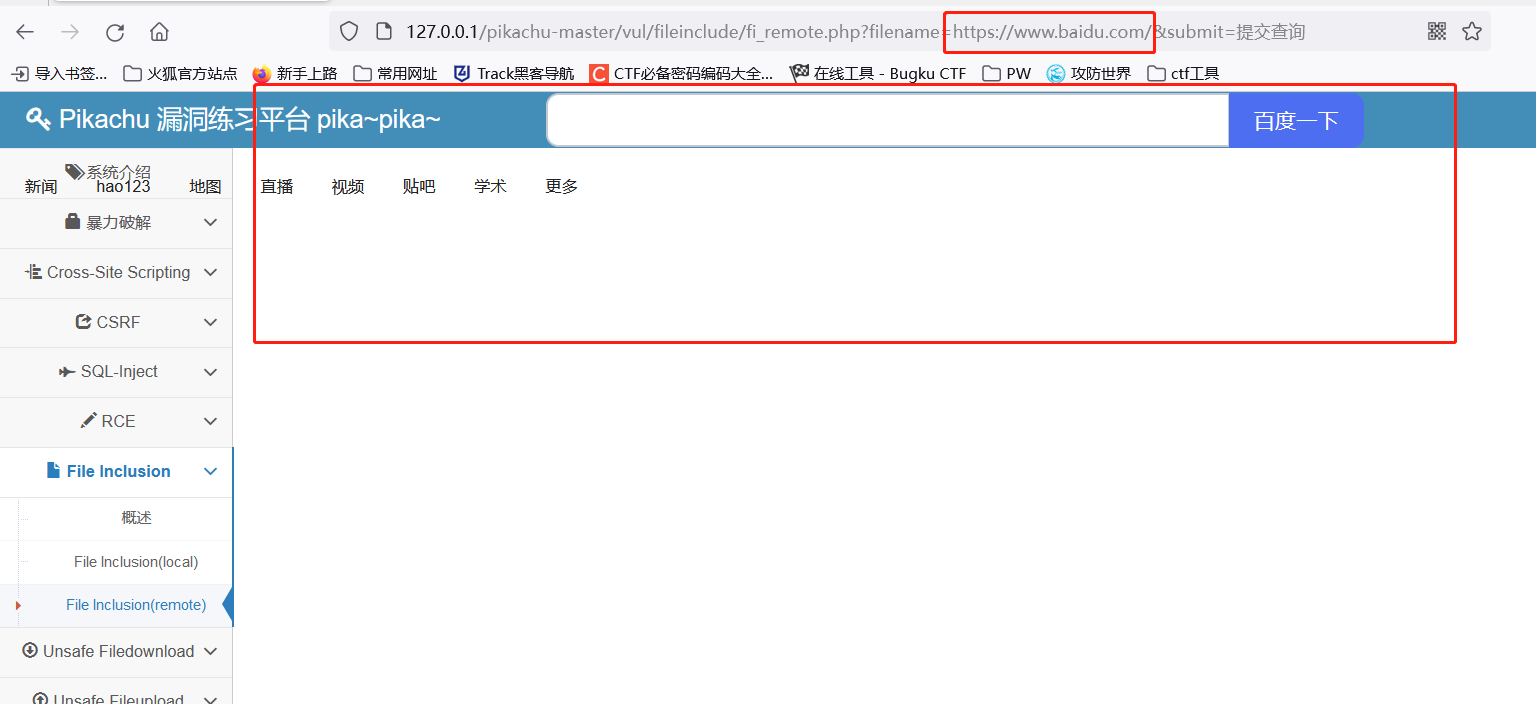 127.0.0.1/pikachu-master/vul/fileinclude/fi_remote.php?filename=https://www.baidu.com/&submit=提交查询
导入书签... 火狐官方站点 新手上路 常用网址 Track黑客导航 CTF必备密码编码大全... 在线工具 - Bugku CTF PW 攻防世界 ctf工具
Pikachu 漏洞练习平台 pika~pika~ 百度一下
系统介绍
新闻 hao123 地图 直播 视频 贴吧 学术 更多
暴力破解
Cross-Site Scripting
CSRF
SQL-Inject
RCE
File Inclusion
概述
File Inclusion(local)
File Inclusion(remote)
Unsafe Filedownload
Unsafe Fileupload